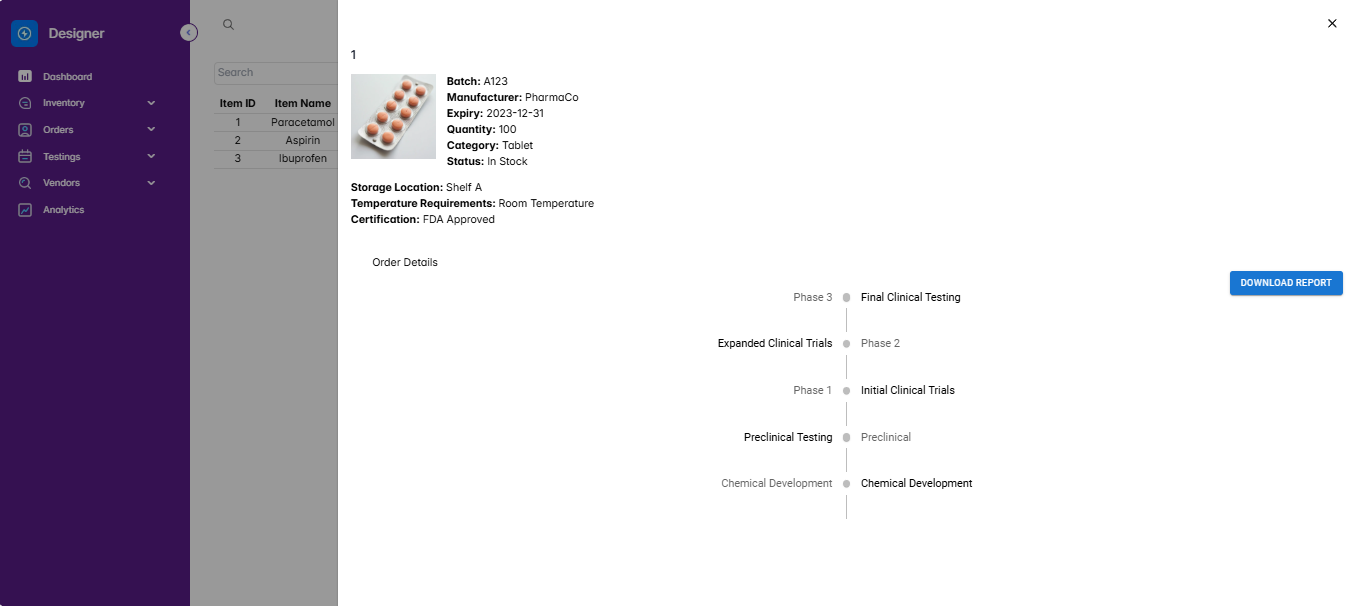 Designer
Dashboard
Inventory
Orders
Testings
Vendors
Analytics
Search
Item ID Item Name
1 Paracetamol
2 Aspirin
3 Ibuprofen
1
Batch: A123
Manufacturer: PharmaCo
Expiry: 2023-12-31
Quantity: 100
Category: Tablet
Status: In Stock
Storage Location: Shelf A
Temperature Requirements: Room Temperature
Certification: FDA Approved
Order Details
DOWNLOAD REPORT
Phase 3 Final Clinical Testing
Expanded Clinical Trials Phase 2
Phase 1 Initial Clinical Trials
Preclinical Testing Preclinical
Chemical Development Chemical Development